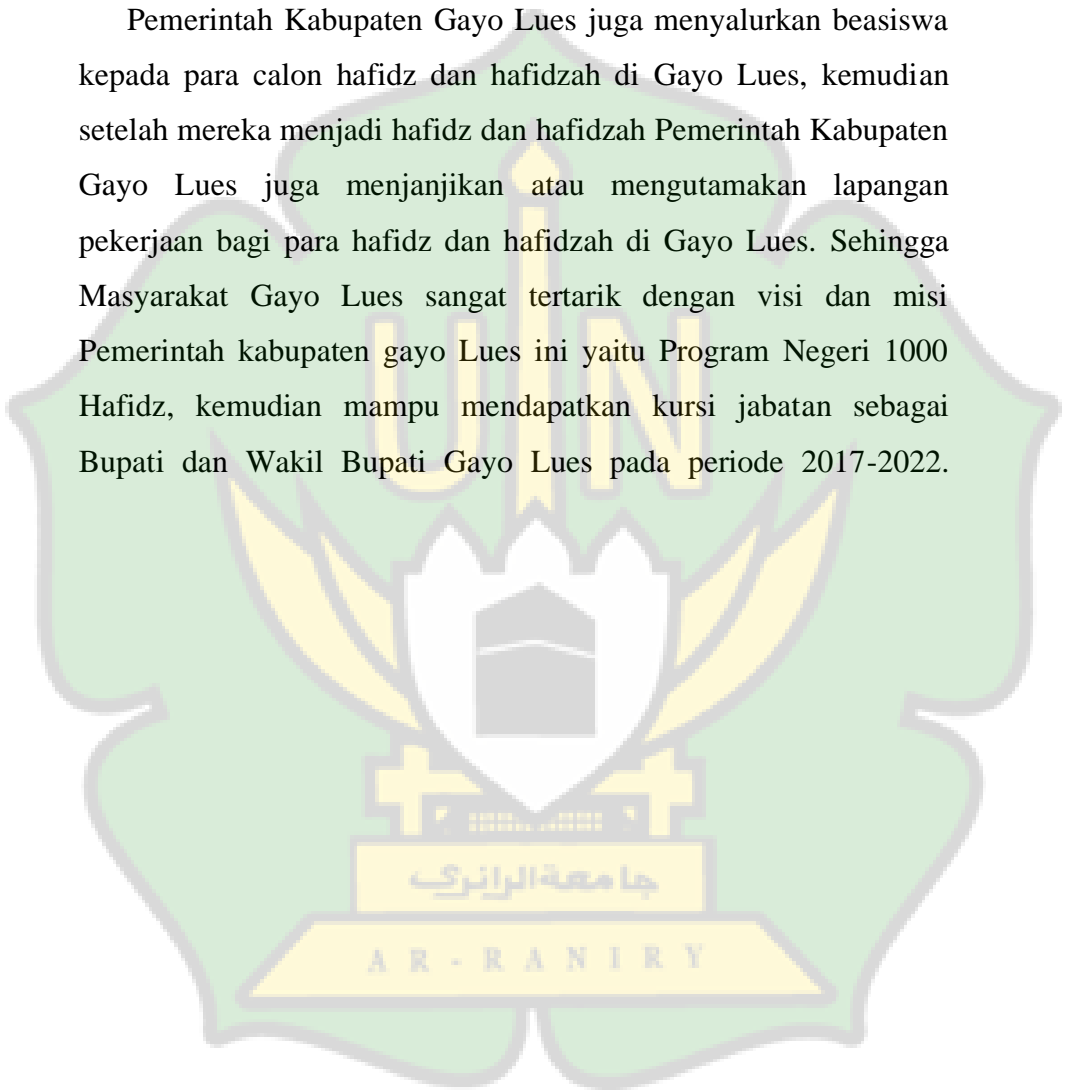 Pemerintah Kabupaten Gayo Lues juga menyalurkan beasiswa
kepada para calon hafidz dan hafidzah di Gayo Lues, kemudian
setelah mereka menjadi hafidz dan hafidzah Pemerintah Kabupaten
Gayo Lues juga menjanjikan atau mengutamakan lapangan
pekerjaan bagi para hafidz dan hafidzah di Gayo Lues. Sehingga
Masyarakat Gayo Lues sangat tertarik dengan visi dan misi
Pemerintah kabupaten gayo Lues ini yaitu Program Negeri 1000
Hafidz, kemudian mampu mendapatkan kursi jabatan sebagai
Bupati dan Wakil Bupati Gayo Lues pada periode 2017-2022.
UIN
جامعة الرانري
AR-RANIRY